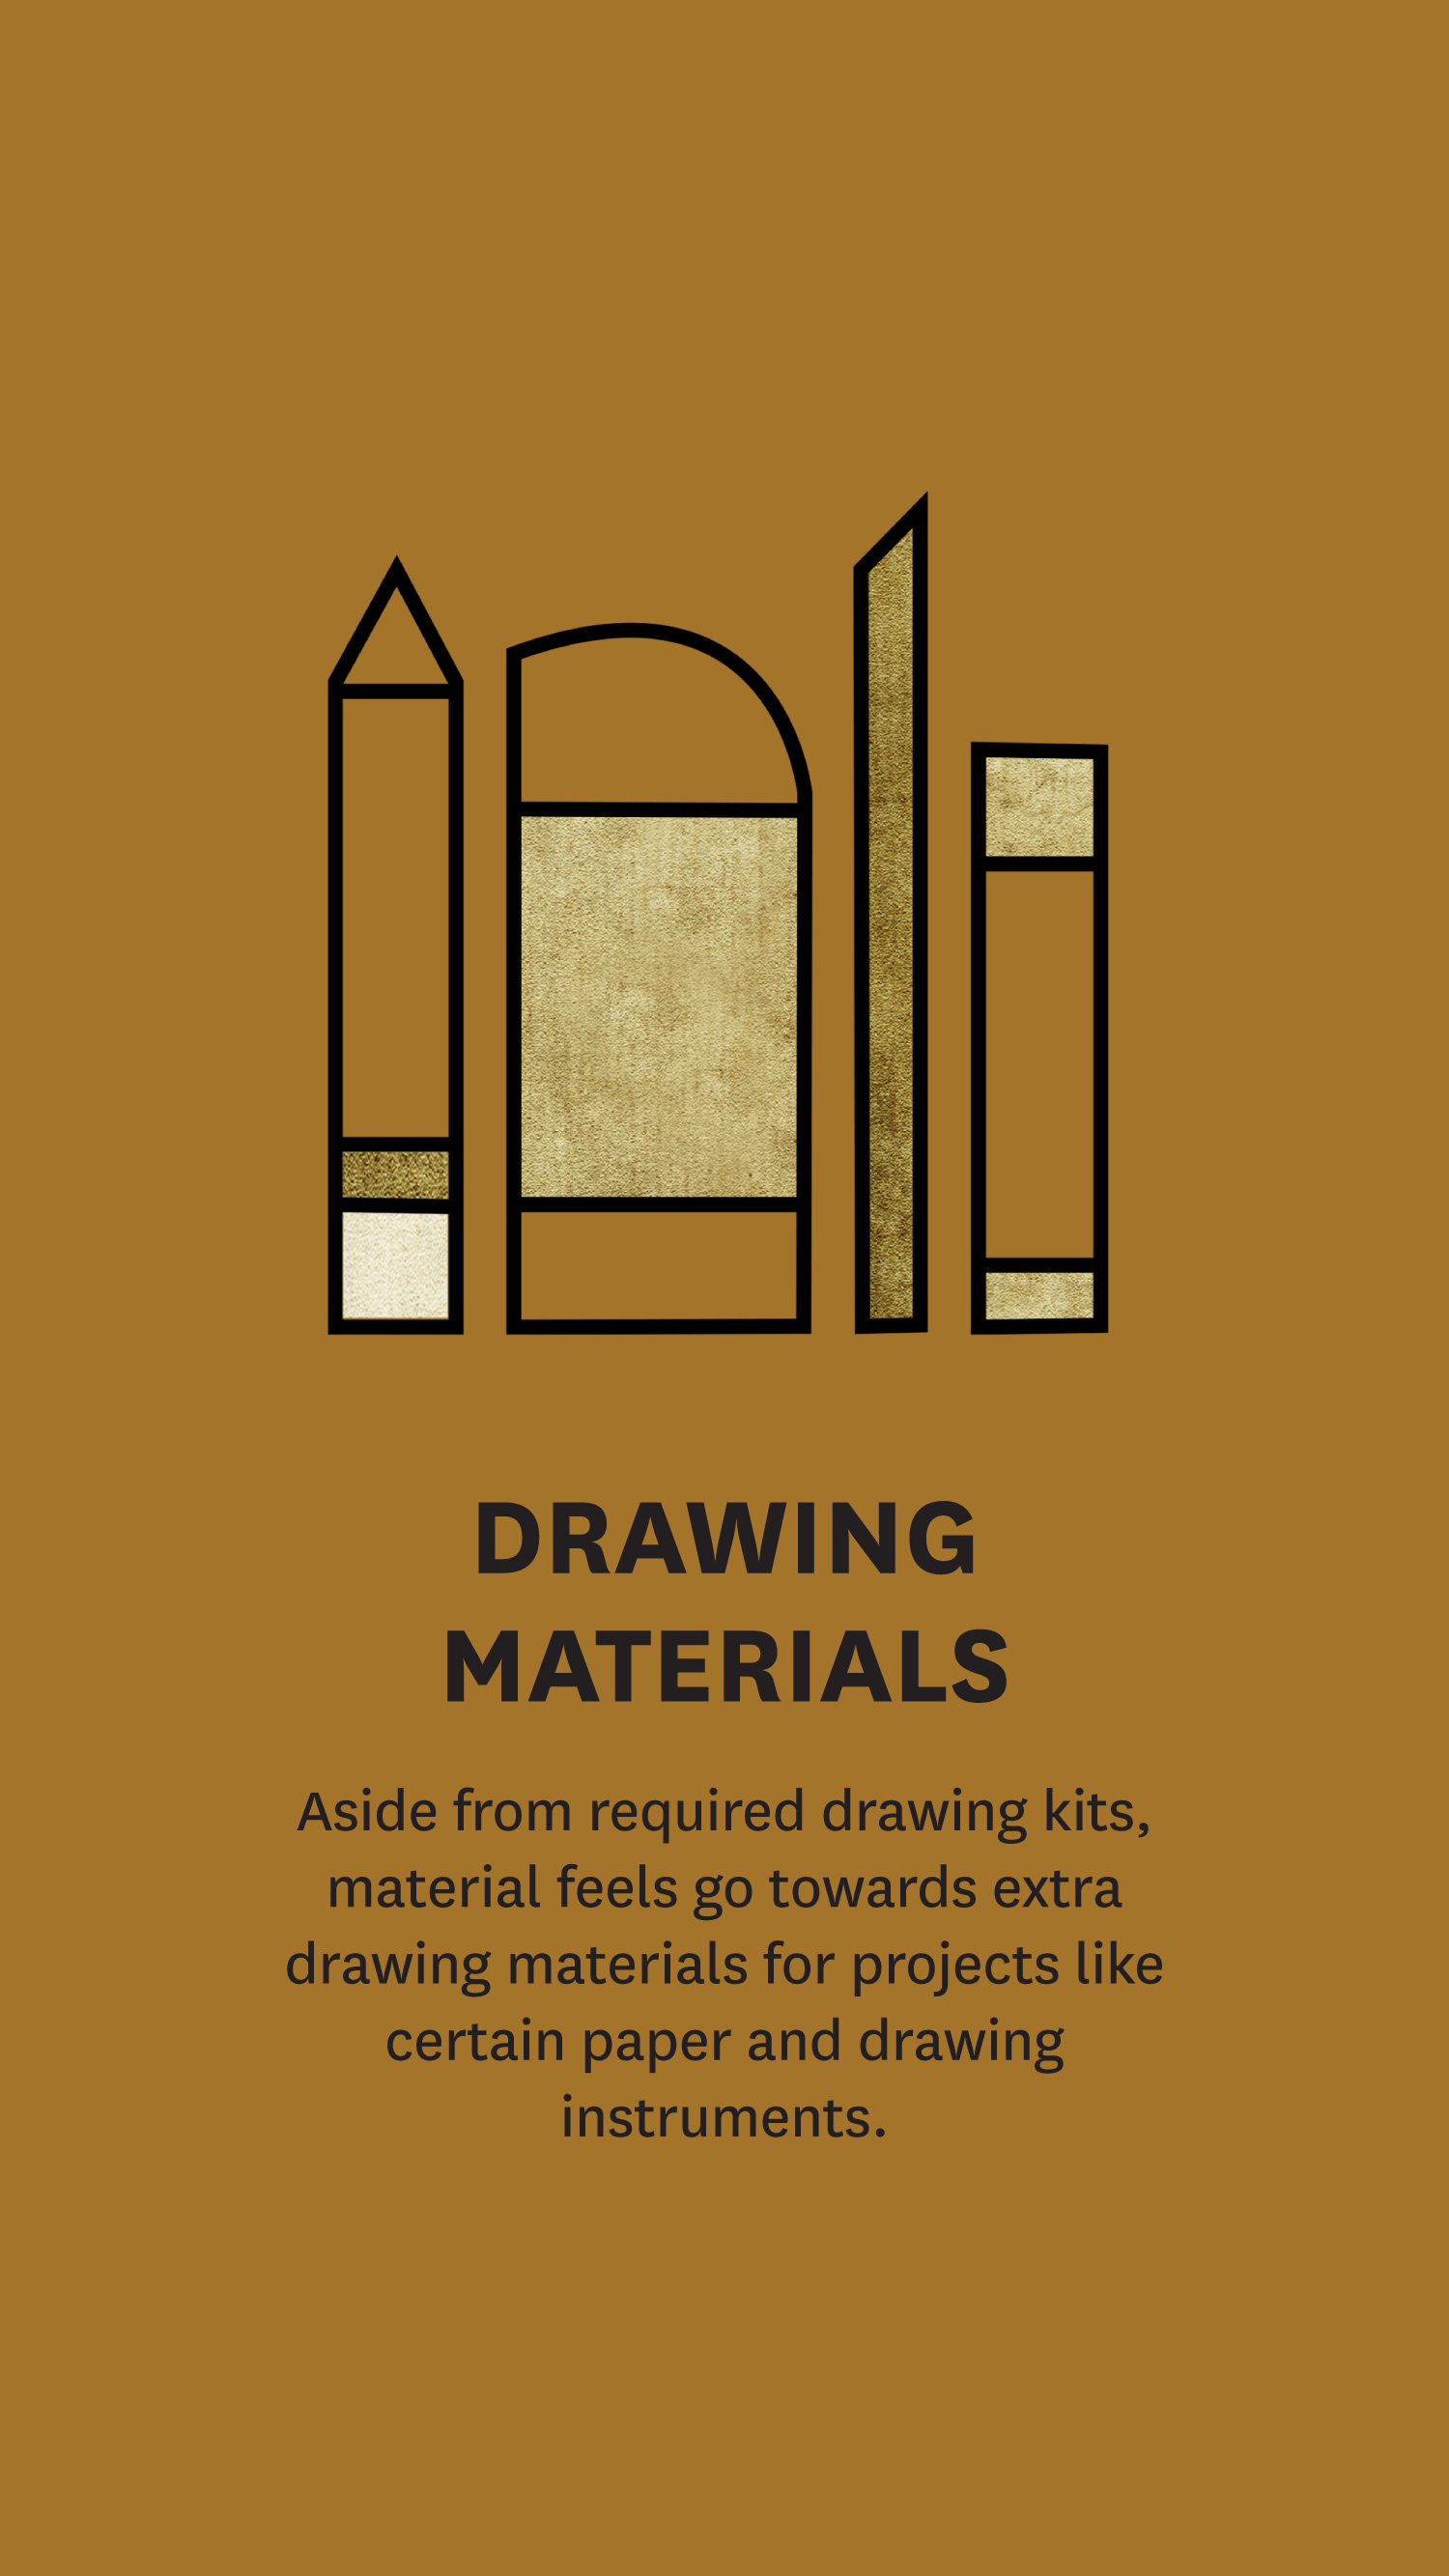 DRAWING
MATERIALS
Aside from required drawing kits,
material feels go towards extra
drawing materials for projects like
certain paper and drawing
instruments.